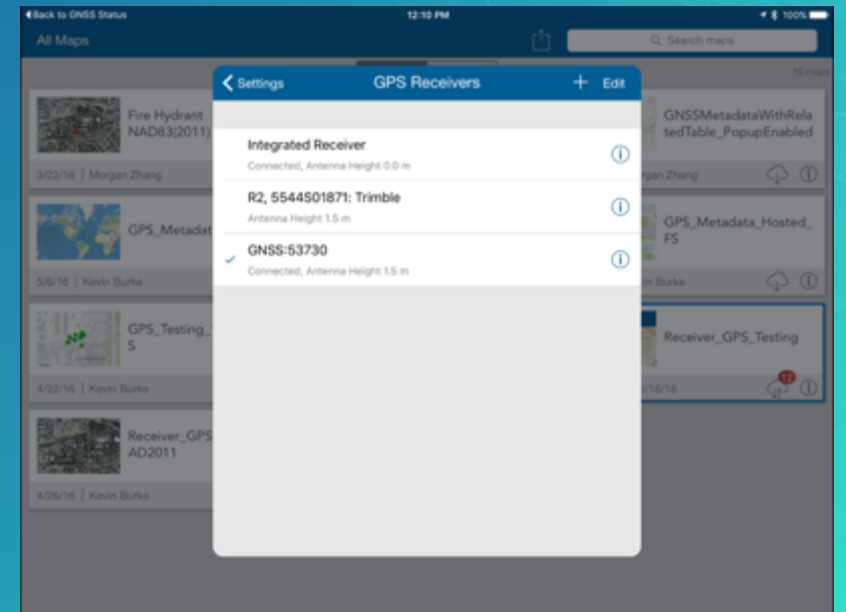 Back to GNSS Status
12:10 PM
100%
All Maps
Search maps
10 maps
Settings
GPS Receivers
+ Edit
Integrated Receiver
Connected, Antenna Height 0.0 m
R2, 5544S01871: Trimble
Antenna Height 1.5 m
GNSS:53730
Connected, Antenna Height 1.5 m
Fire Hydrant
NAD83(2011)
3/22/16 | Morgan Zhang
GNSSMetadataWithRela
tedTable_PopupEnabled
rgan Zhang
GPS_Metadat
5/6/16 | Kevin Burke
GPS_Metadata_Hosted_
FS
in Burke
GPS_Testing_
S
4/22/16 | Kevin Burke
Receiver_GPS_Testing
12
/16/16
Receiver_GPS
AD2011
4/26/16 | Kevin Burke